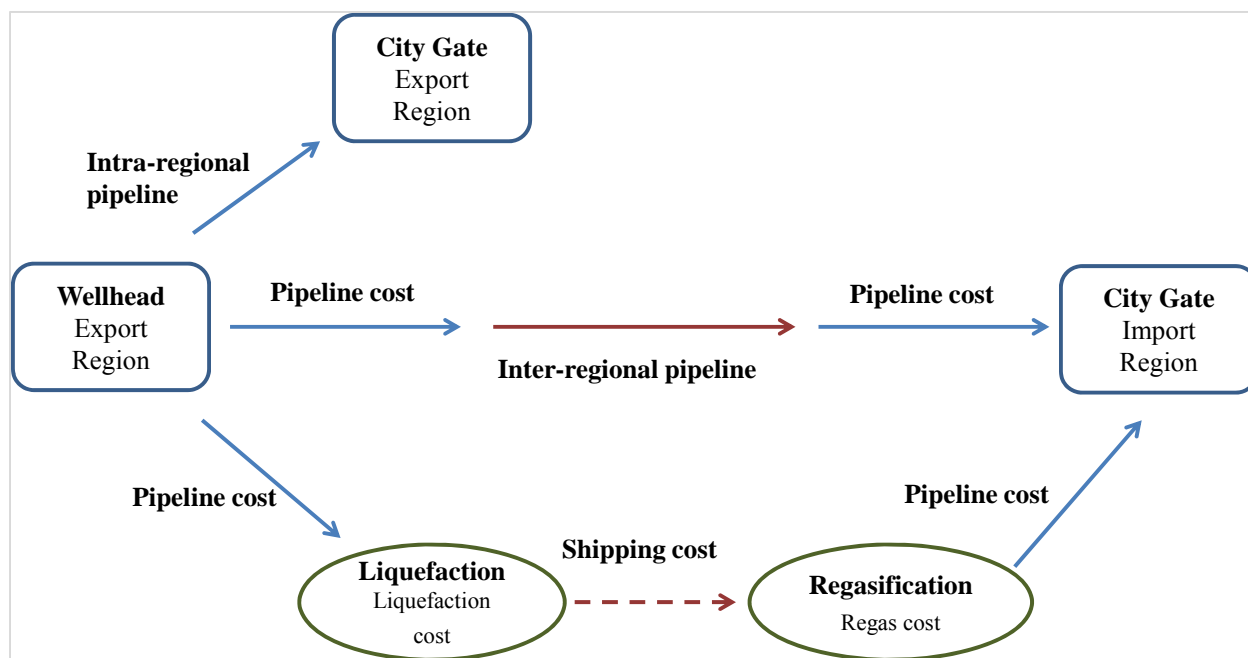 City Gate
Export
Region
Intra-regional
pipeline
Wellhead
Export
Region
Pipeline cost
Inter-regional pipeline
Pipeline cost
City Gate
Import
Region
Pipeline cost
Liquefaction
Liquefaction
cost
Shipping cost
Regasification
Regas cost
Pipeline cost